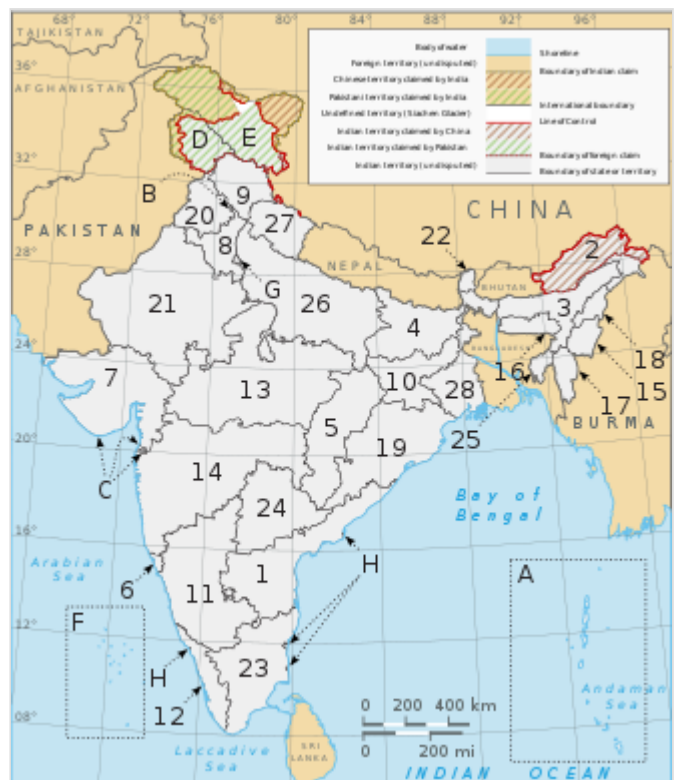 68°
72°
76°
80°
84°
88°
92°
96°
TAJIKISTAN
36°
AFGHANISTAN
32°
Body of water
Foreign territory (undisputed)
Chinese territory claimed by India
Pakistani territory claimed by India
Undefined territory (Siachen Glacier)
Indian territory claimed by China
Indian territory claimed by Pakistan
Indian territory (undisputed)
Shoreline
Boundary of Indian claim
International boundary
Line of Control
Boundary of foreign claim
Boundary of state or territory
D
E
B
9
20
27
CHINA
PAKISTAN
8
22
2
28°
NEPAL
G
BHUTAN
21
26
3
4
BANGLADESH
24°
7
13
10
28
16
18
15
5
17
25
BURMA
20°
C
14
19
24
Bay of
Bengal
16°
Arabian
Sea
H
A
1
6
11
F
12°
23
H
12
0 200 400 km
Andaman
Sea
08°
0 200 mi
SRI
LANKA
Laccadive
Sea
INDIAN OCEAN